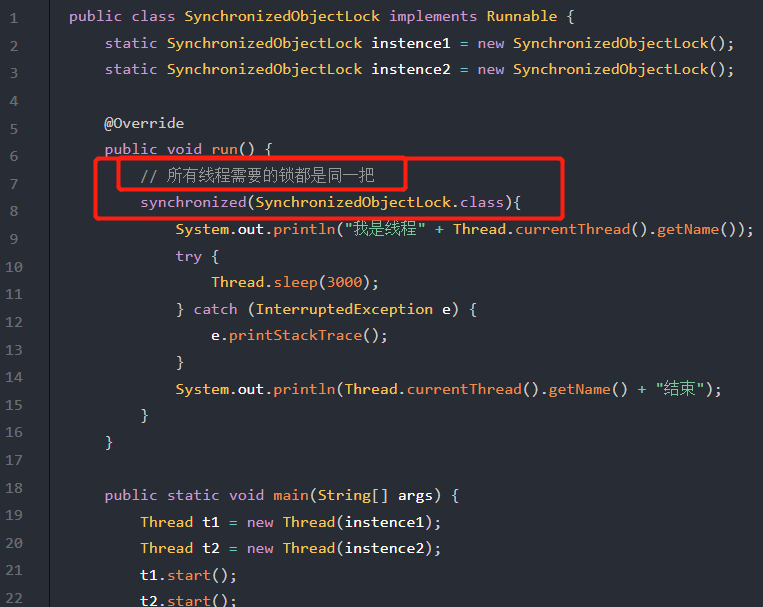 1 public class SynchronizedObjectLock implements Runnable {
2 static SynchronizedObjectLock instence1 = new SynchronizedObjectLock();
3 static SynchronizedObjectLock instence2 = new SynchronizedObjectLock();
4
5 @Override
6 public void run() {
7 // 所有线程需要的锁都是同一把
8 synchronized(SynchronizedObjectLock.class){
9 System.out.println("我是线程" + Thread.currentThread().getName());
10 try {
11 Thread.sleep(3000);
12 } catch (InterruptedException e) {
13 e.printStackTrace();
14 }
15 System.out.println(Thread.currentThread().getName() + "结束");
16 }
17 }
18
19 public static void main(String[] args) {
20 Thread t1 = new Thread(instence1);
21 Thread t2 = new Thread(instence2);
22 t1.start();
t2.start();